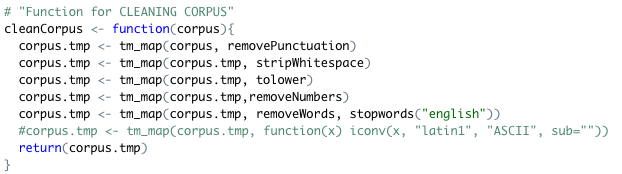 # "Function for CLEANING CORPUS"
cleanCorpus <- function(corpus){
  corpus.tmp <- tm_map(corpus, removePunctuation)
  corpus.tmp <- tm_map(corpus.tmp, stripWhitespace)
  corpus.tmp <- tm_map(corpus.tmp, tolower)
  corpus.tmp <- tm_map(corpus.tmp,removeNumbers)
  corpus.tmp <- tm_map(corpus.tmp, removeWords, stopwords("english"))
  #corpus.tmp <- tm_map(corpus.tmp, function(x) iconv(x, "latin1", "ASCII", sub=""))
  return(corpus.tmp)
}